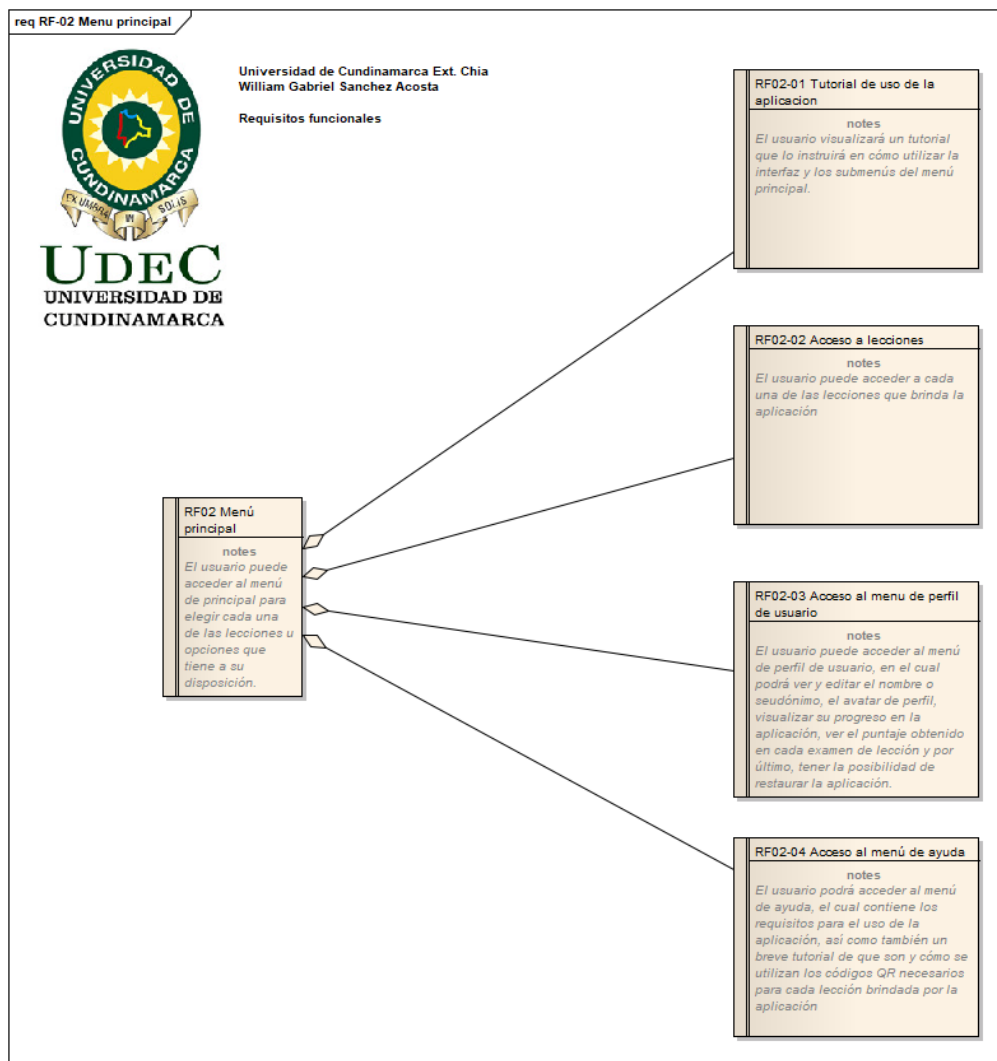 req RF-02 Menu principal
UNIVERSIDAD DE
CUNDINAMARCA
EX UMBRA
IN
SOLIS
UDEC
UNIVERSIDAD DE
CUNDINAMARCA
Universidad de Cundinamarca Ext. Chia
William Gabriel Sanchez Acosta
Requisitos funcionales
RF02-01 Tutorial de uso de la
aplicacion
notes
El usuario visualizará un tutorial
que lo instruirá en cómo utilizar la
interfaz y los submenús del menú
principal.
RF02-02 Acceso a lecciones
notes
El usuario puede acceder a cada
una de las lecciones que brinda la
aplicación
RF02 Menú
principal
notes
El usuario puede
acceder al menú
de principal para
elegir cada una
de las lecciones u
opciones que
tiene a su
disposición.
RF02-03 Acceso al menu de perfil
de usuario
notes
El usuario puede acceder al menú
de perfil de usuario, en el cual
podrá ver y editar el nombre o
seudónimo, el avatar de perfil,
visualizar su progreso en la
aplicación, ver el puntaje obtenido
en cada examen de lección y por
último, tener la posibilidad de
restaurar la aplicación.
RF02-04 Acceso al menú de ayuda
notes
El usuario podrá acceder al menú
de ayuda, el cual contiene los
requisitos para el uso de la
aplicación, así como también un
breve tutorial de que son y cómo se
utilizan los códigos QR necesarios
para cada lección brindada por la
aplicación